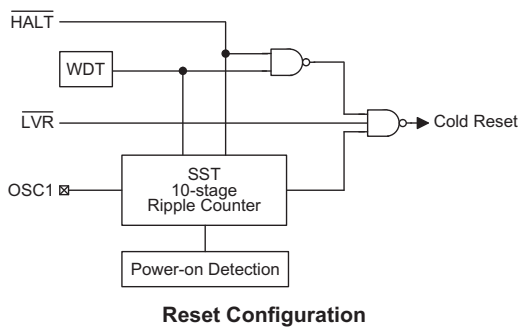 HALT
WDT
LVR
Cold Reset
SST
10-stage
Ripple Counter
OSC1
Power-on Detection
Reset Configuration